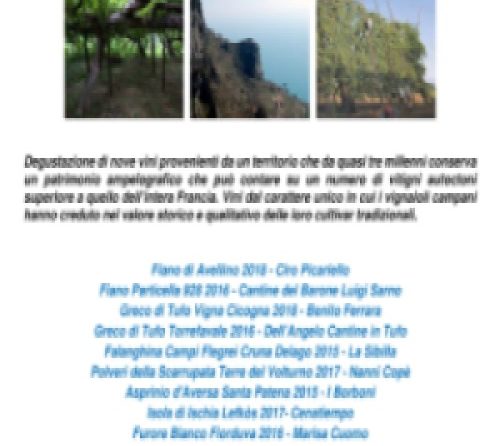 Degustazione di nove vini provenienti da un territorio che da quasi tre millenni conserva
un patrimonio ampelografico che può contare su un numero di vitigni autoctoni
superiore a quello dell'intera Francia. Vini dal carattere unico in cui i vignaioli campani
hanno creduto nel valore storico e qualitativo delle loro cultivar tradizionali.
Fiano di Avellino 2018 - Ciro Picariello
Fiano Particella 928 2016 - Cantine del Barone Luigi Sarno
Greco di Tufo Vigna Cicogna 2018 - Benito Ferrara
Greco di Tufo Torrefavale 2016 - Dell'Angelo Cantine in Tufo
Falanghina Campi Flegrei Cruna Delago 2015 - La Sibilla
Polveri della Scarrupata Terre del Volturno 2017 - Nanni Copè
Asprinio d'Aversa Santa Patena 2015 - I Borboni
Isola di Ischia Lefkòs 2017- Cenatiempo
Furore Bianco Fiorduva 2016 - Marisa Cuomo